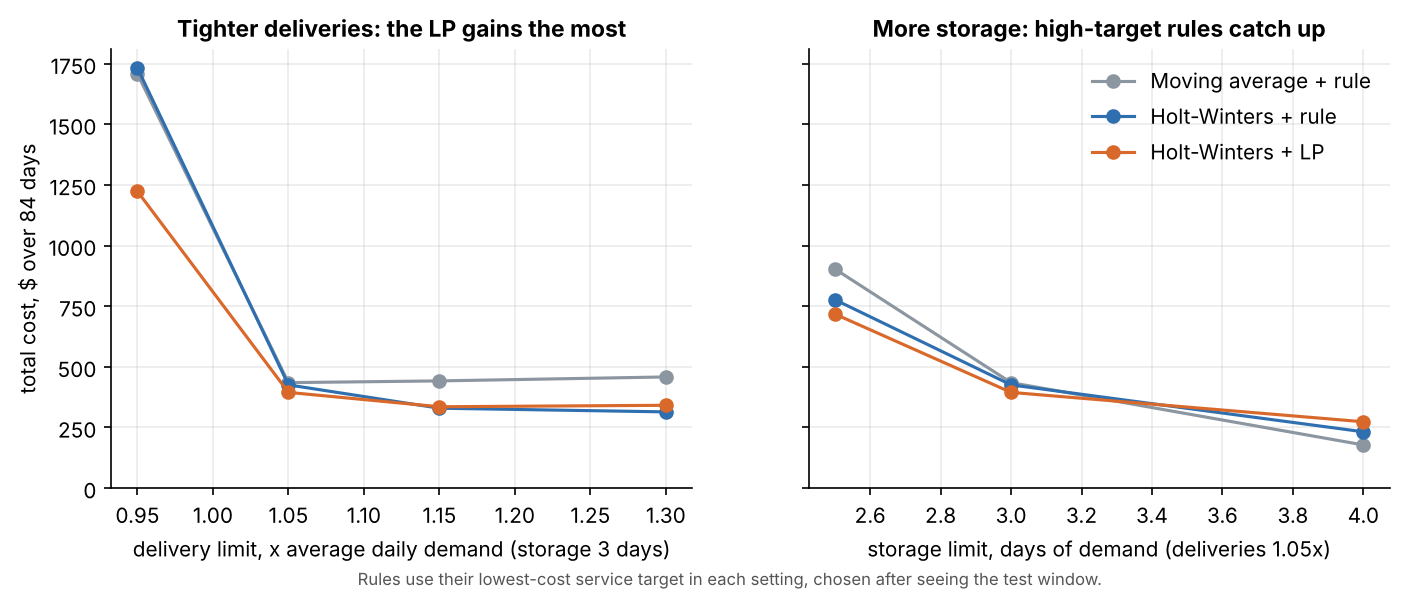 Tighter deliveries: the LP gains the most
More storage: high-target rules catch up
total cost, $ over 84 days
1750
1500
1250
1000
750
500
250
0
0.95 1.00 1.05 1.10 1.15 1.20 1.25 1.30
delivery limit, x average daily demand (storage 3 days)
Moving average + rule
Holt-Winters + rule
Holt-Winters + LP
2.6 2.8 3.0 3.2 3.4 3.6 3.8 4.0
storage limit, days of demand (deliveries 1.05x)
Rules use their lowest-cost service target in each setting, chosen after seeing the test window.